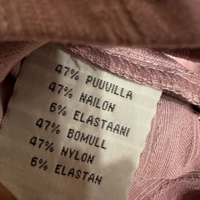 47% PUUVILLA
47% NAILON
6% ELASTAANI
47% BOMULL
47% NYLON
6% ELASTAN